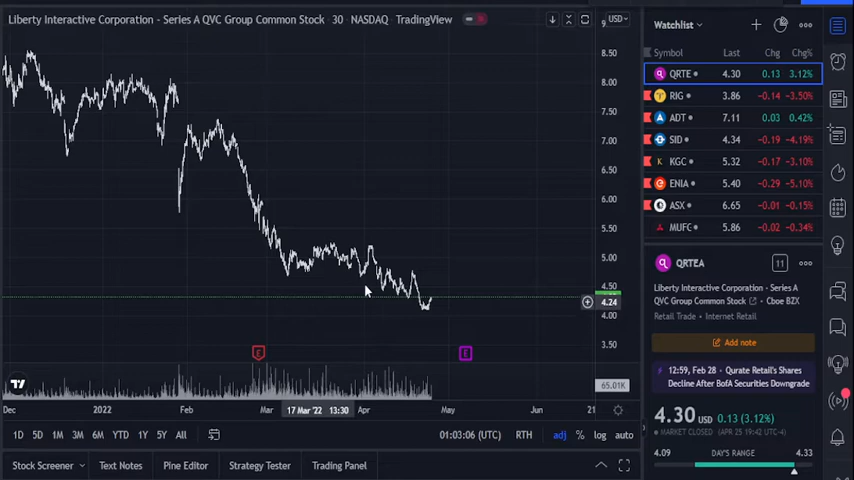 Liberty Interactive Corporation - Series A QVC Group Common Stock · 30 · NASDAQ TradingView
USD
8.50
8.00
7.50
7.00
6.50
6.00
5.50
5.00
4.50
4.24
4.00
3.50
E
E
65.01K
Dec 2022 Feb Mar 17 Mar '22 13:30 Apr May Jun 21
1D 5D 1M 3M 6M YTD 1Y 5Y All
01:03:06 (UTC) RTH adj % log auto
Stock Screener Text Notes Pine Editor Strategy Tester Trading Panel
Watchlist
Symbol Last Chg Chg%
QRTE 4.30 0.13 3.12%
RIG 3.86 -0.14 -3.50%
ADT 7.11 0.03 0.42%
SID 4.34 -0.19 -4.19%
KGC 5.32 -0.17 -3.10%
ENIA 5.40 -0.29 -5.10%
ASX 6.65 -0.01 -0.15%
MUFC 5.86 -0.02 -0.34%
QRTEA
11
Liberty Interactive Corporation - Series
A QVC Group Common Stock · Cboe BZX
Retail Trade · Internet Retail
Add note
12:59, Feb 28 · Qurate Retail's Shares
Decline After BofA Securities Downgrade
4.30 USD 0.13 (3.12%)
MARKET CLOSED (APR 25 19:42 UTC-4)
4.09 DAY'S RANGE 4.33